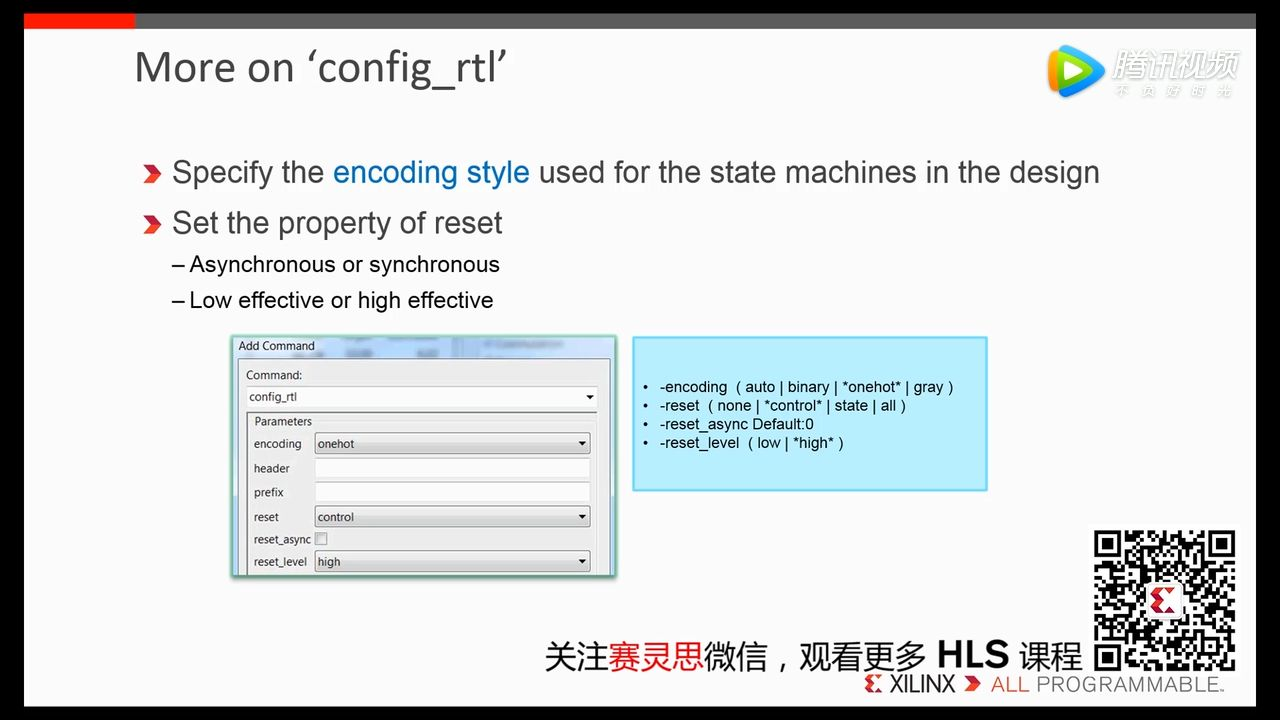 More on ‘config_rtl’
腾讯视频
不负好时光
Specify the encoding style used for the state machines in the design
Set the property of reset
– Asynchronous or synchronous
– Low effective or high effective
Add Command
Command:
config_rtl
Parameters
encoding onehot
header
prefix
reset control
reset_async
reset_level high
• -encoding ( auto | binary | *onehot* | gray )
• -reset ( none | *control* | state | all )
• -reset_async Default:0
• -reset_level ( low | *high* )
关注赛灵思微信，观看更多 HLS 课程
XILINX ALL PROGRAMMABLE™